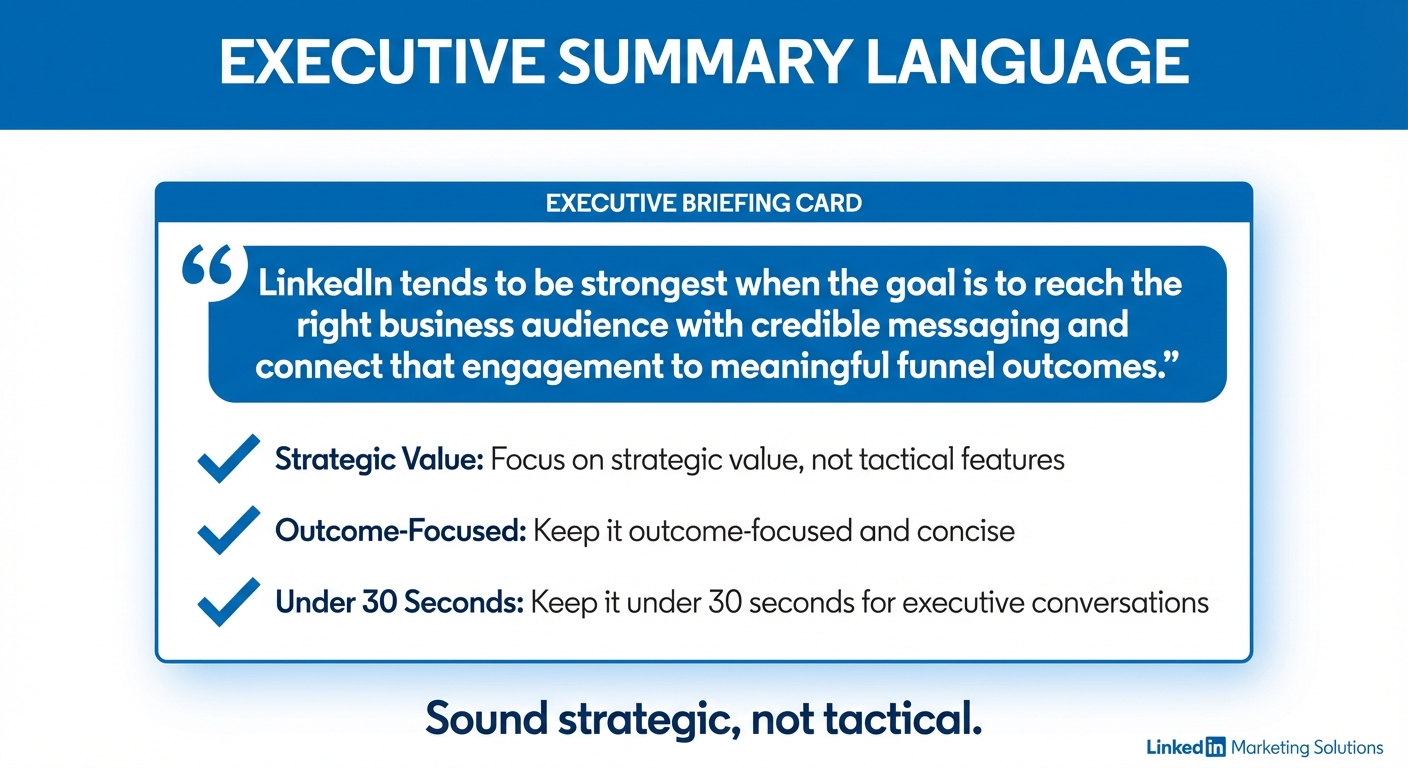 EXECUTIVE SUMMARY LANGUAGE
EXECUTIVE BRIEFING CARD
“LinkedIn tends to be strongest when the goal is to reach the
right business audience with credible messaging and
connect that engagement to meaningful funnel outcomes.”
Strategic Value: Focus on strategic value, not tactical features
Outcome-Focused: Keep it outcome-focused and concise
Under 30 Seconds: Keep it under 30 seconds for executive conversations
Sound strategic, not tactical.
LinkedIn Marketing Solutions